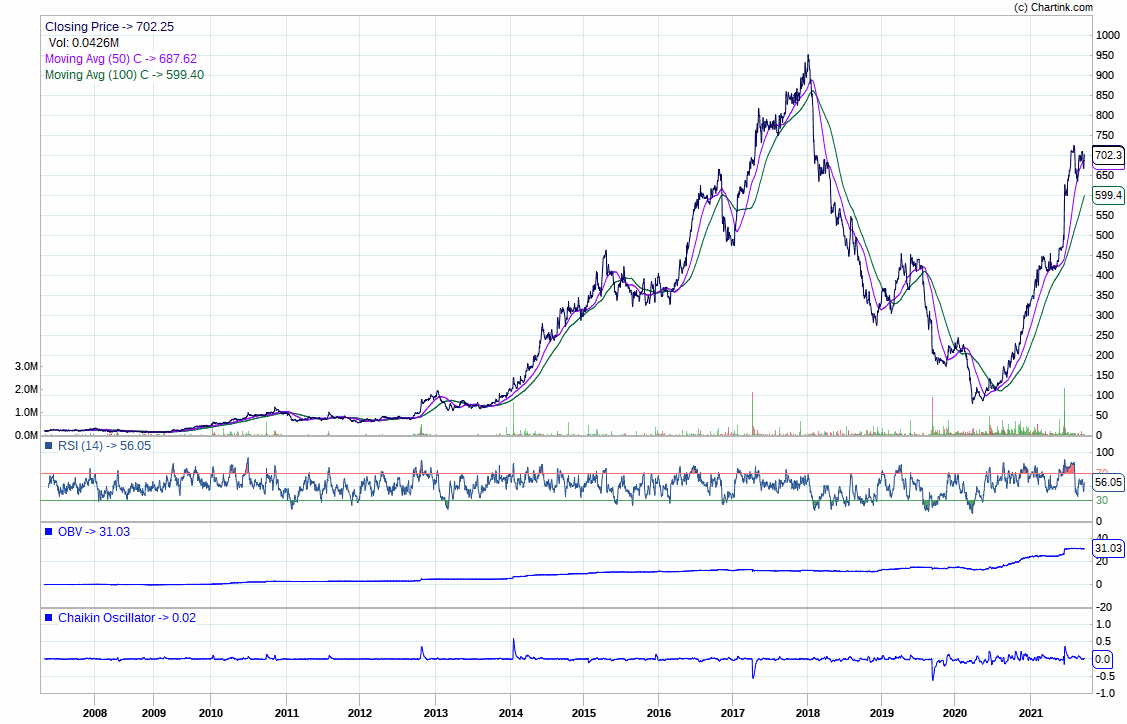 (c) Chartink.com
Closing Price -> 702.25
Vol: 0.0426M
Moving Avg (50) C -> 687.62
Moving Avg (100) C -> 599.40
1000
950
900
850
800
750
702.3
650
599.4
550
500
450
400
350
300
250
200
150
100
50
0
3.0M
2.0M
1.0M
0.0M
RSI (14) -> 56.05
100
70
56.05
30
0
OBV -> 31.03
40
31.03
20
0
-20
Chaikin Oscillator -> 0.02
1.0
0.5
0.0
-0.5
-1.0
2008 2009 2010 2011 2012 2013 2014 2015 2016 2017 2018 2019 2020 2021